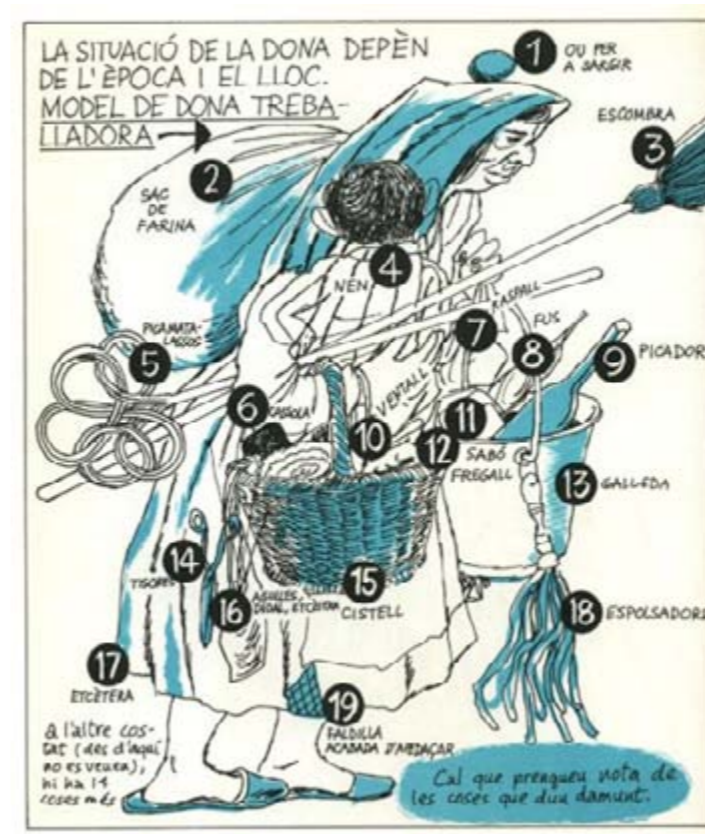 LA SITUACIÓ DE LA DONA DEPÈN
DE L'ÈPOCA I EL LLOC.
MODEL DE DONA TREBA-
LLADORA
1
OU PER
A SARGIR
ESCOMBRA
3
2
SAC
DE
FARINA
4
NEN
RASPALL
7
FUS
8
9
PICADOR
PICAMATA-
LASSOS
5
6
CASSOLA
VENTALL
10
11
12
SABÓ
FREGALL
13
GALLEDA
14
TISORES
15
CISTELL
16
AGULLES,
DIDAL, ETCÈTERA
17
ETCÈTERA
18
ESPOLSADORS
19
FALDILLA
ACABADA D'APEDAÇAR
a l'altre cos-
tat (des d'aquí
no es veuen),
hi ha 14
coses més
Cal que prengueu nota de
les coses que duu damunt.